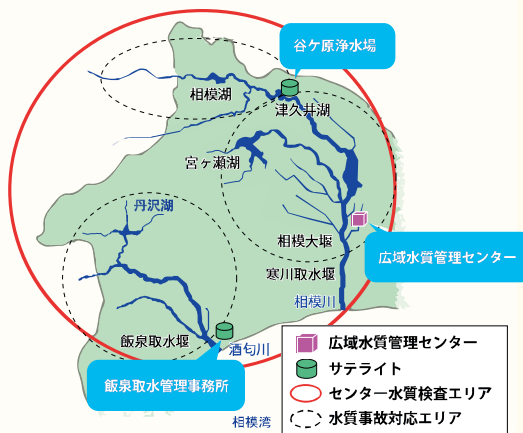 谷ケ原浄水場
相模湖
津久井湖
宮ヶ瀬湖
丹沢湖
相模大堰
広域水質管理センター
寒川取水堰
相模川
飯泉取水堰
酒匂川
飯泉取水管理事務所
相模湾
広域水質管理センター
サテライト
センター水質検査エリア
水質事故対応エリア